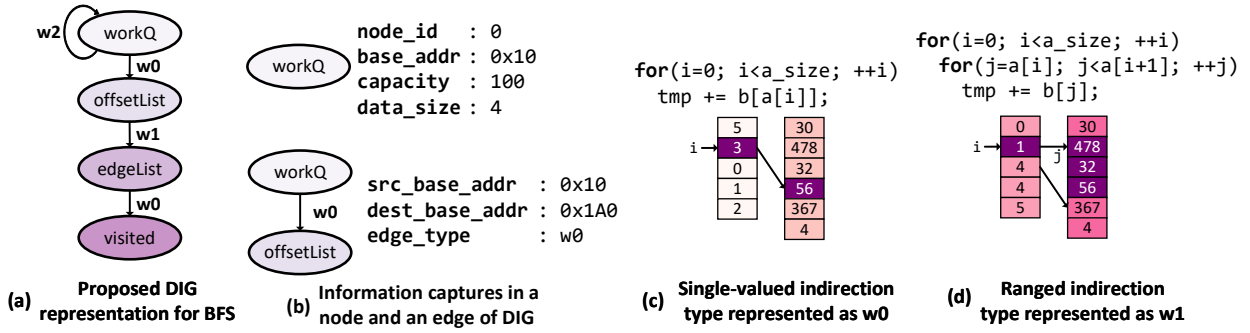 w2
workQ
w0
offsetList
w1
edgeList
w0
visited
(a) Proposed DIG
representation for BFS
workQ
node_id : 0
base_addr : 0x10
capacity : 100
data_size : 4
workQ
w0
offsetList
src_base_addr : 0x10
dest_base_addr : 0x1A0
edge_type : w0
(b) Information captures in a
node and an edge of DIG
for(i=0; i<a_size; ++i)
tmp += b[a[i]];
i
5
3
0
1
2
30
478
32
56
367
4
(c) Single-valued indirection
type represented as w0
for(i=0; i<a_size; ++i)
for(j=a[i]; j<a[i+1]; ++j)
tmp += b[j];
i
0
1
4
4
5
j
30
478
32
56
367
4
(d) Ranged indirection
type represented as w1